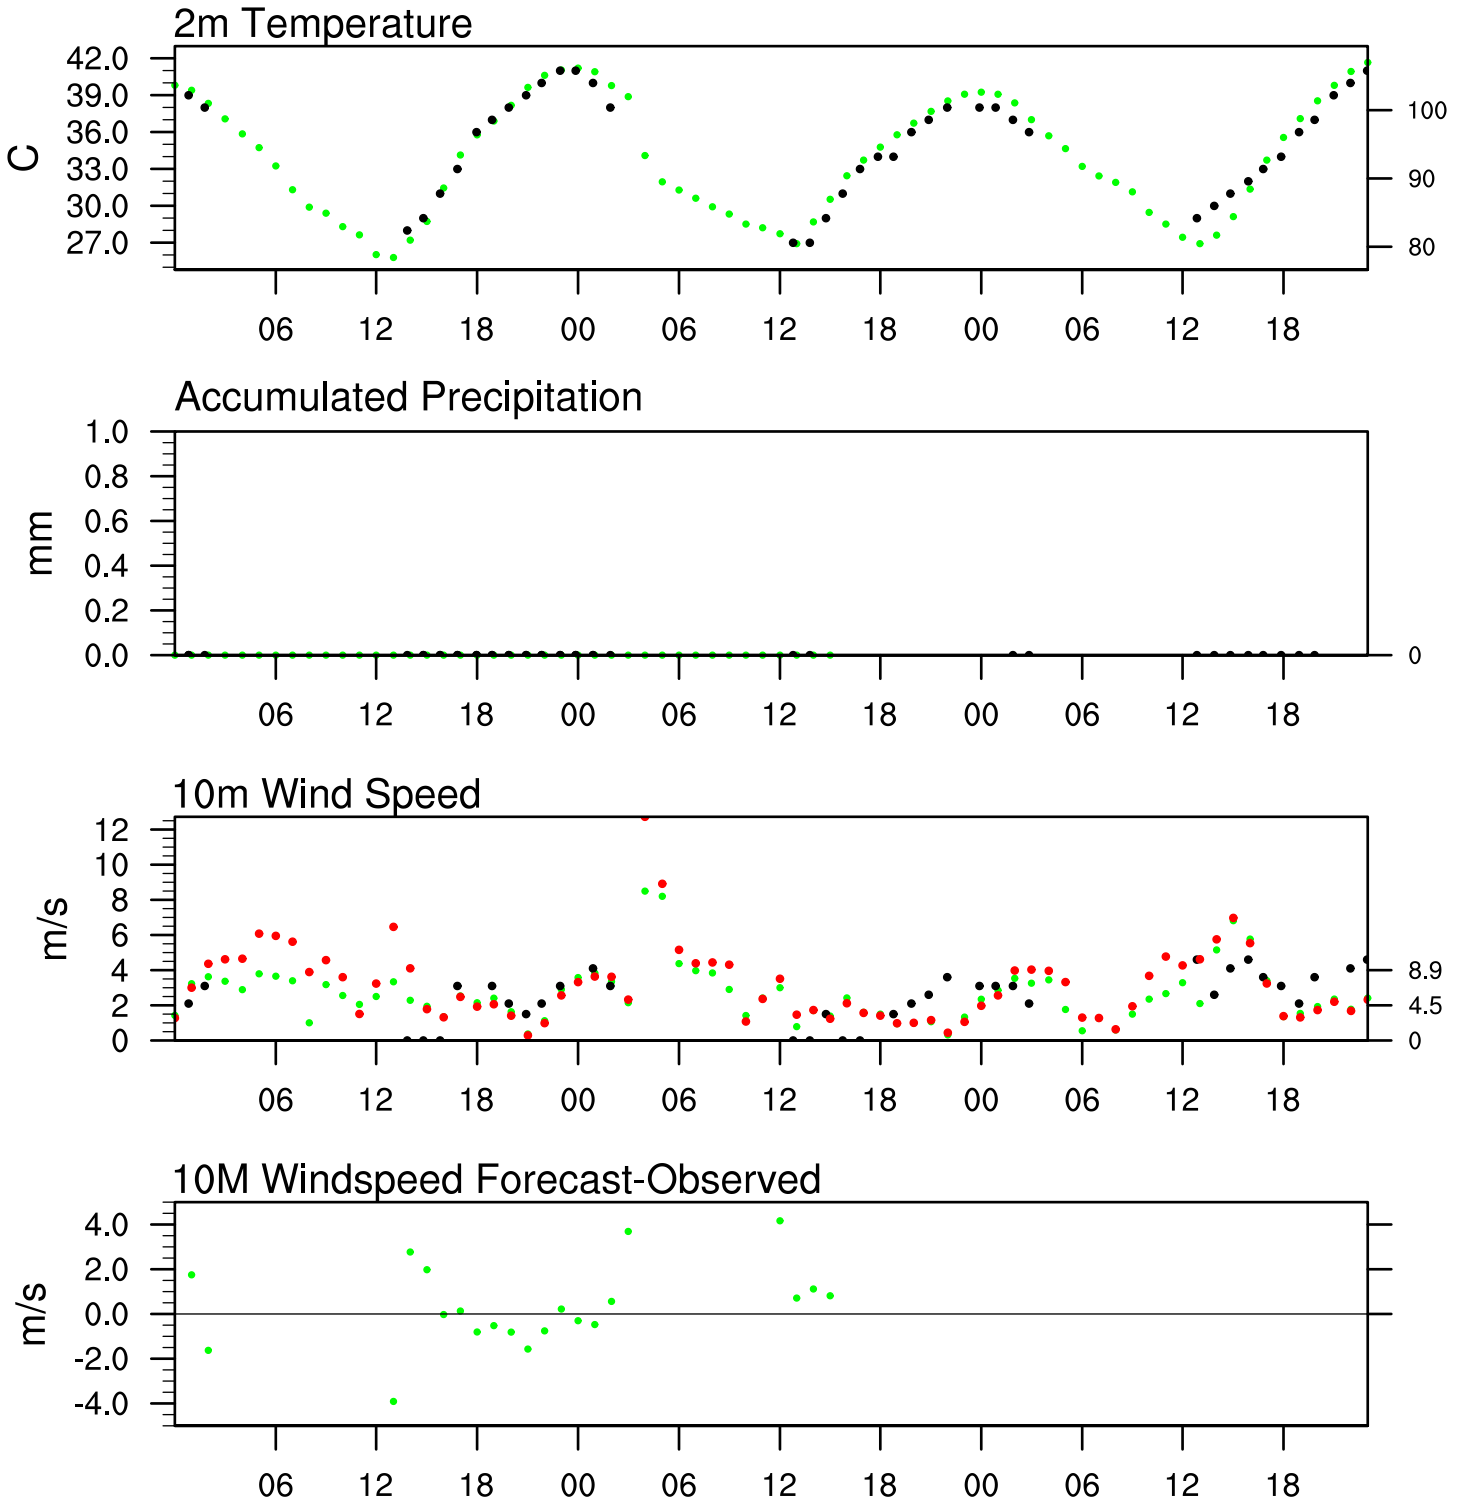 2m Temperature
42.0
39.0
36.0
33.0
30.0
27.0
C
100
90
80
06 12 18 00 06 12 18 00 06 12 18
Accumulated Precipitation
1.0
0.8
0.6
0.4
0.2
0.0
mm
0
06 12 18 00 06 12 18 00 06 12 18
10m Wind Speed
12
10
8
6
4
2
0
m/s
8.9
4.5
0
06 12 18 00 06 12 18 00 06 12 18
10M Windspeed Forecast-Observed
4.0
2.0
0.0
-2.0
-4.0
m/s
06 12 18 00 06 12 18 00 06 12 18